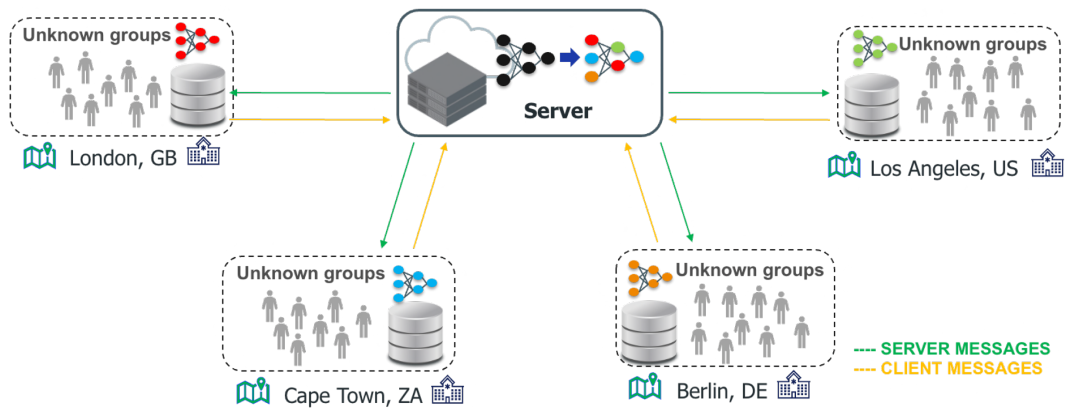 Unknown groups
London, GB
Server
Unknown groups
Los Angeles, US
Unknown groups
Cape Town, ZA
Unknown groups
Berlin, DE
---- SERVER MESSAGES
---- CLIENT MESSAGES